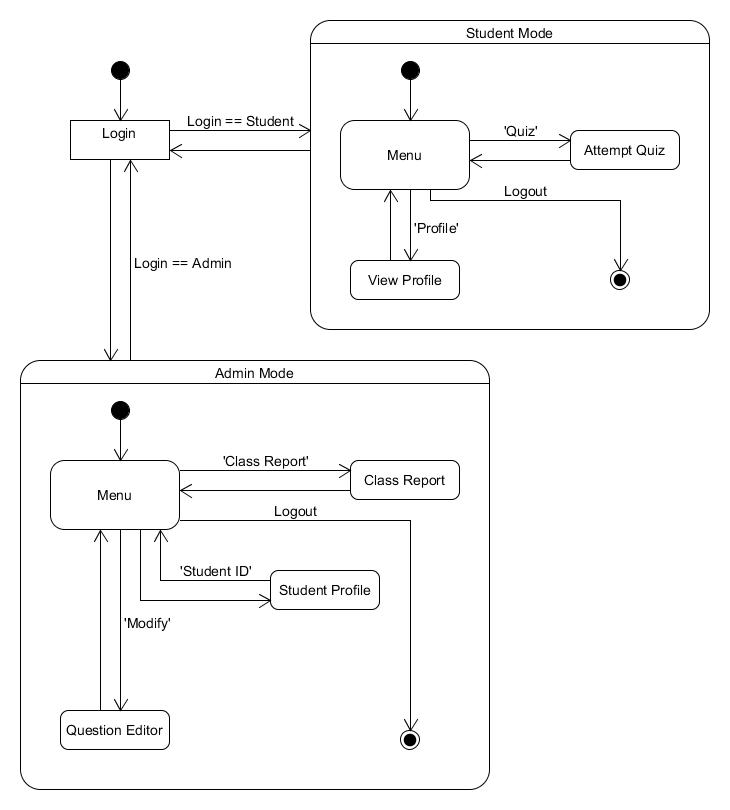 Student Mode
Login
Login == Student
Menu
'Quiz'
Attempt Quiz
Logout
'Profile'
View Profile
Login == Admin
Admin Mode
Menu
'Class Report'
Class Report
Logout
'Student ID'
Student Profile
'Modify'
Question Editor